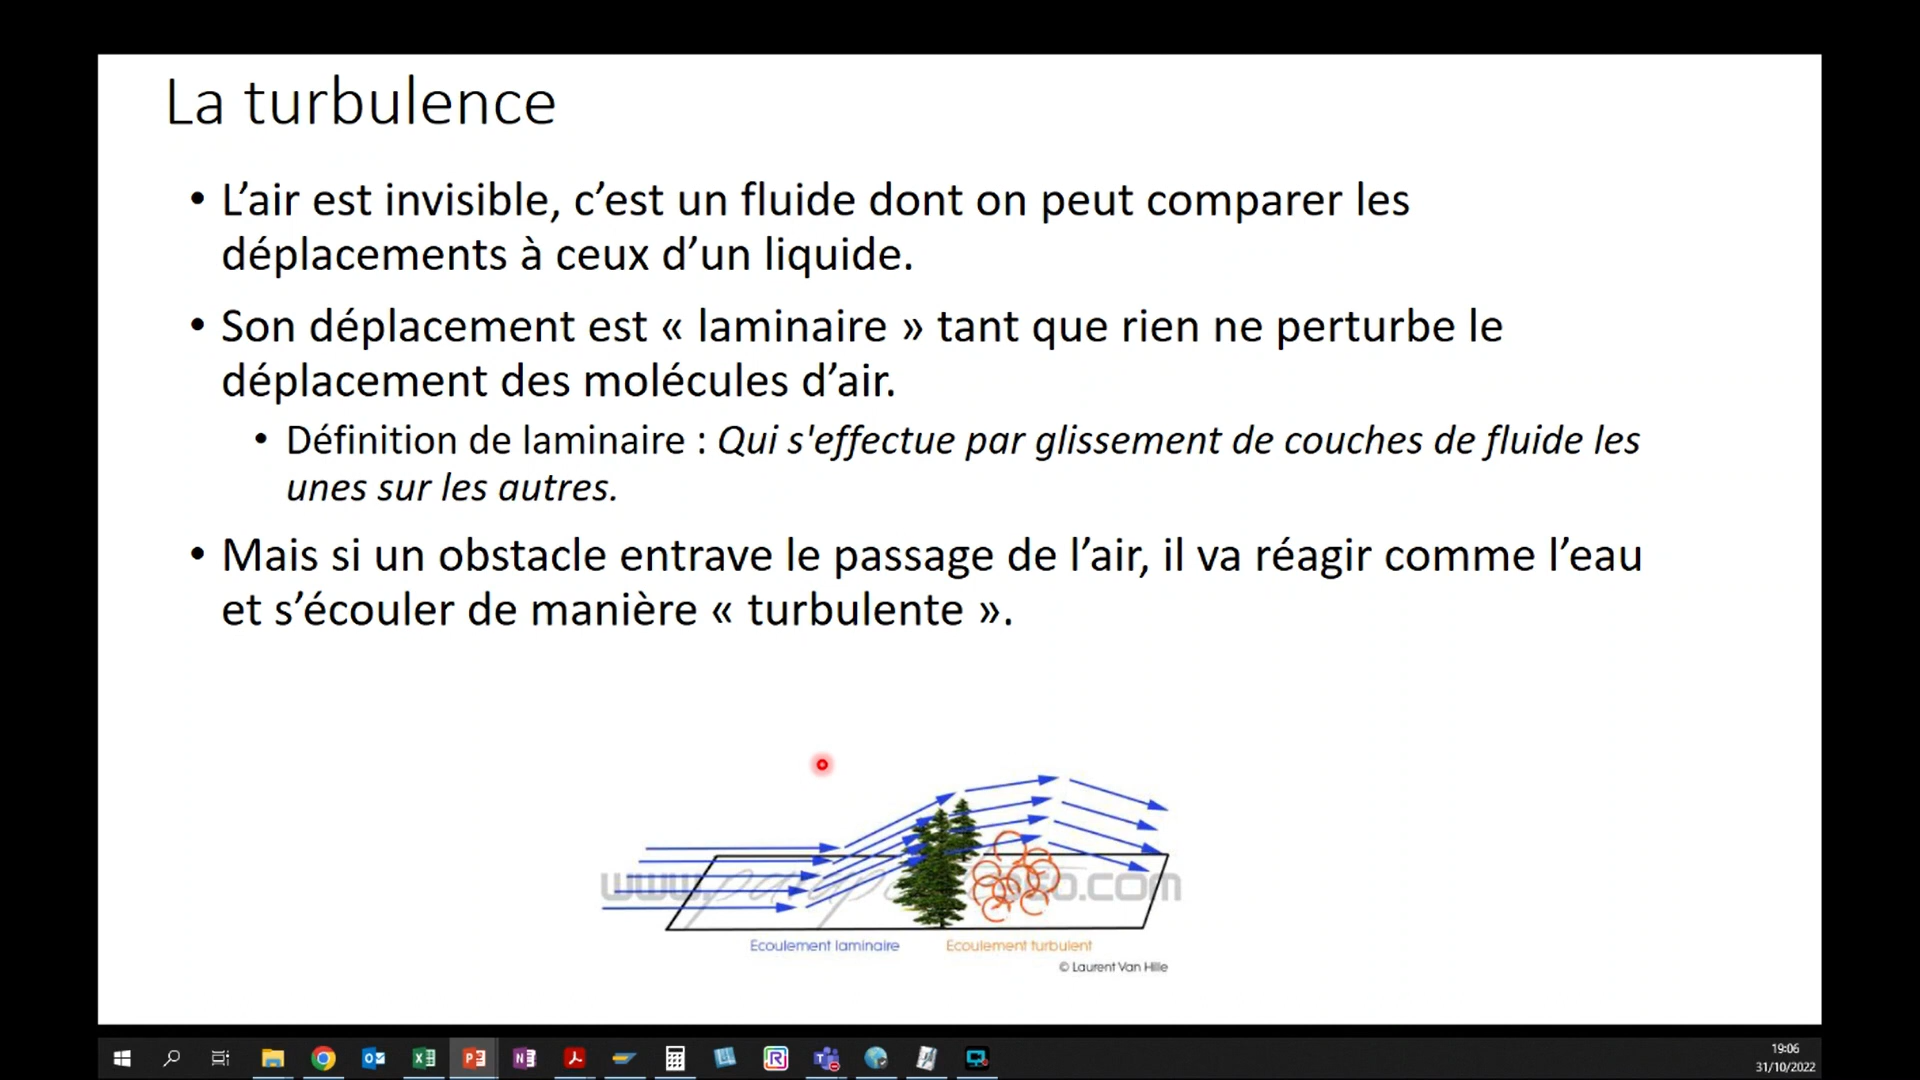 La turbulence
• L’air est invisible, c’est un fluide dont on peut comparer les
déplacements à ceux d’un liquide.
• Son déplacement est « laminaire » tant que rien ne perturbe le
déplacement des molécules d’air.
• Définition de laminaire : Qui s'effectue par glissement de couches de fluide les
unes sur les autres.
• Mais si un obstacle entrave le passage de l’air, il va réagir comme l’eau
et s’écouler de manière « turbulente ».
Ecoulement laminaire
Ecoulement turbulent
© Laurent Van Hille
19:06
31/10/2022